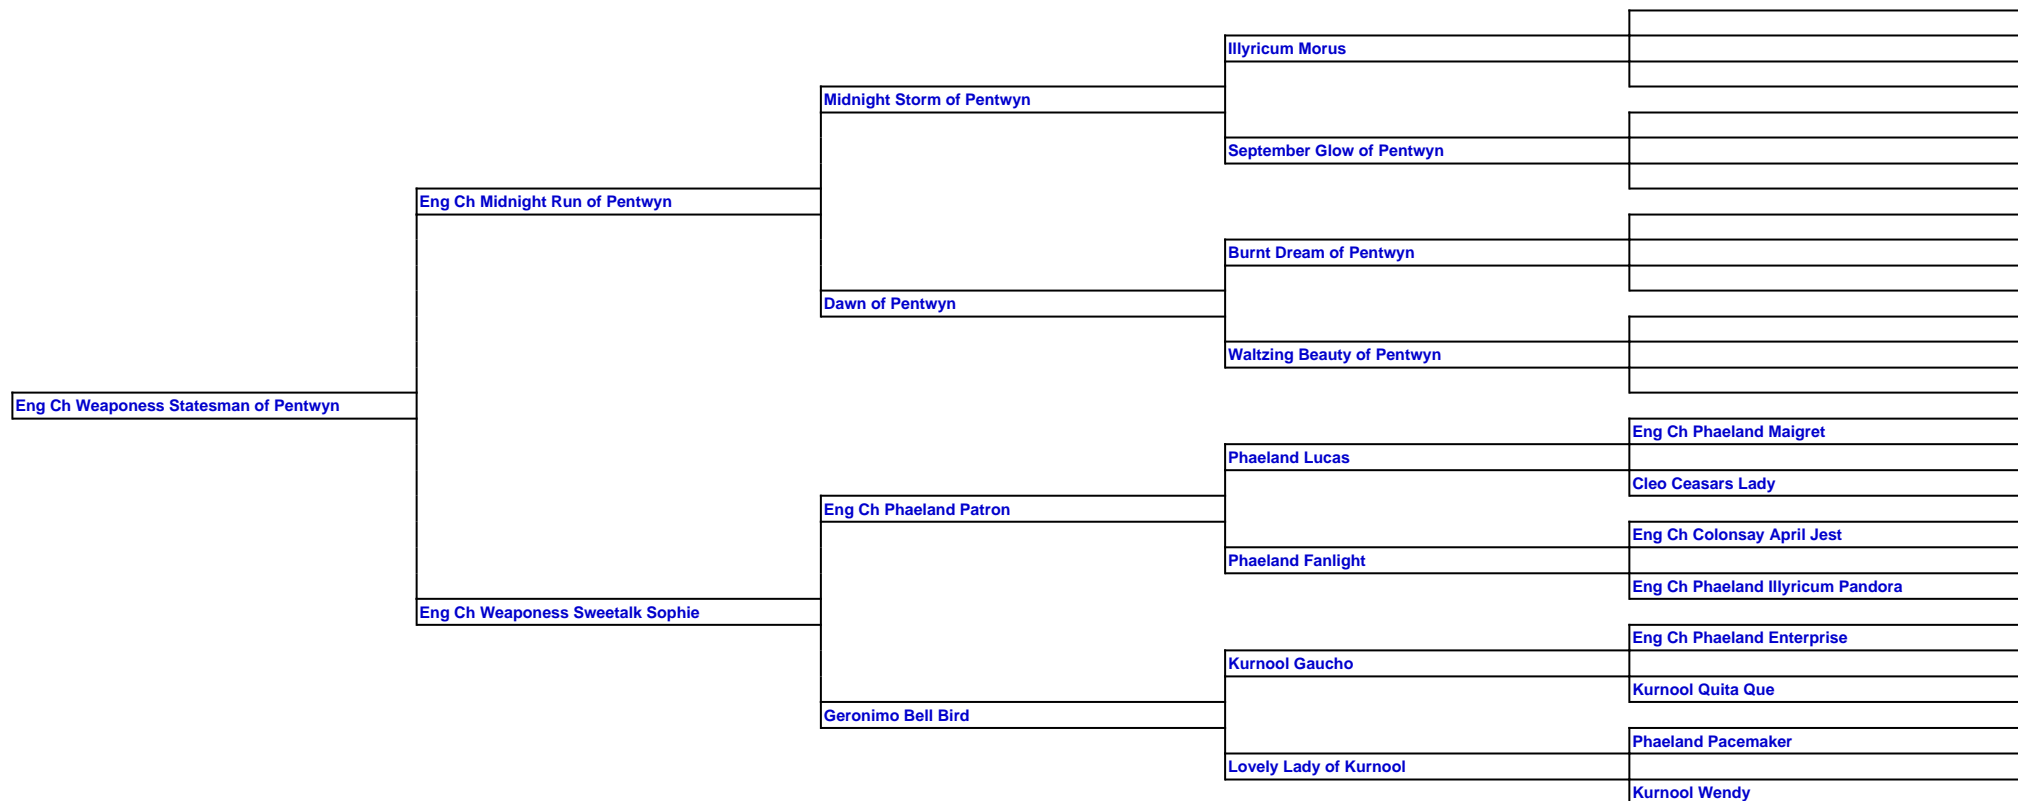 Illyricum Morus
Midnight Storm of Pentwyn
September Glow of Pentwyn
Eng Ch Midnight Run of Pentwyn
Burnt Dream of Pentwyn
Dawn of Pentwyn
Waltzing Beauty of Pentwyn
Eng Ch Weaponess Statesman of Pentwyn
Eng Ch Phaeland Maigret
Phaeland Lucas
Cleo Ceasars Lady
Eng Ch Phaeland Patron
Eng Ch Colonsay April Jest
Phaeland Fanlight
Eng Ch Phaeland Illyricum Pandora
Eng Ch Weaponess Sweetalk Sophie
Eng Ch Phaeland Enterprise
Kurnool Gaucho
Kurnool Quita Que
Geronimo Bell Bird
Phaeland Pacemaker
Lovely Lady of Kurnool
Kurnool Wendy